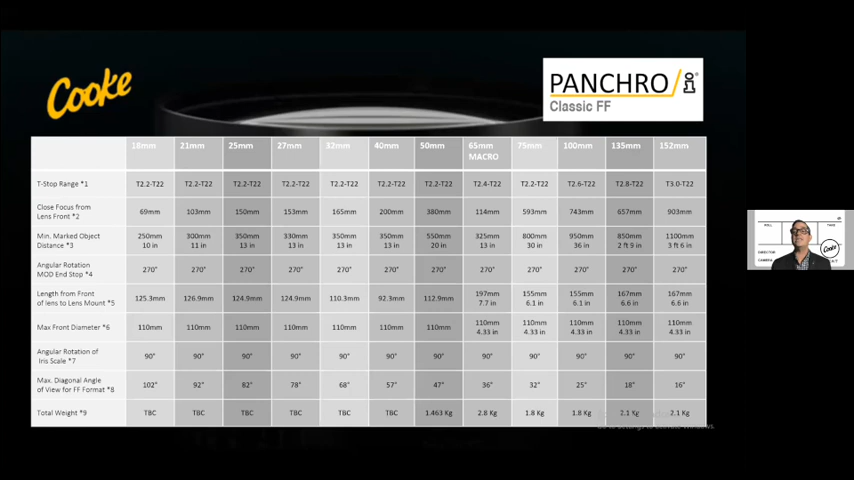 Cooke
PANCHRO/i®
Classic FF
18mm 21mm 25mm 27mm 32mm 40mm 50mm 65mm MACRO 75mm 100mm 135mm 152mm
T-Stop Range *1 T2.2-T22 T2.2-T22 T2.2-T22 T2.2-T22 T2.2-T22 T2.2-T22 T2.2-T22 T2.4-T22 T2.2-T22 T2.6-T22 T2.8-T22 T3.0-T22
Close Focus from
Lens Front *2 69mm 103mm 150mm 153mm 165mm 200mm 380mm 114mm 593mm 743mm 657mm 903mm
Min. Marked Object 250mm 300mm 350mm 330mm 350mm 350mm 550mm 325mm 800mm 950mm 850mm 1100mm
Distance *3 10 in 11 in 13 in 13 in 13 in 13 in 20 in 13 in 30 in 36 in 2 ft 9 in 3 ft 6 in
Angular Rotation
MOD End Stop *4 270° 270° 270° 270° 270° 270° 270° 270° 270° 270° 270° 270°
Length from Front 125.3mm 126.9mm 124.9mm 124.9mm 110.3mm 92.3mm 112.9mm 197mm 155mm 155mm 167mm 167mm
of lens to Lens Mount *5 7.7 in 6.1 in 6.1 in 6.6 in 6.6 in
Max Front Diameter *6 110mm 110mm 110mm 110mm 110mm 110mm 110mm 110mm 110mm 110mm 110mm 110mm
4.33 in 4.33 in 4.33 in 4.33 in 4.33 in
Angular Rotation of
Iris Scale *7 90° 90° 90° 90° 90° 90° 90° 90° 90° 90° 90° 90°
Max. Diagonal Angle
of View for FF Format *8 102° 92° 82° 78° 68° 57° 47° 36° 32° 25° 18° 16°
Total Weight *9 TBC TBC TBC TBC TBC TBC 1.463 Kg 2.8 Kg 1.8 Kg 1.8 Kg 2.1 Kg 2.1 Kg
ROLL TAKE
DIRECTOR
CAMERA
Cooke